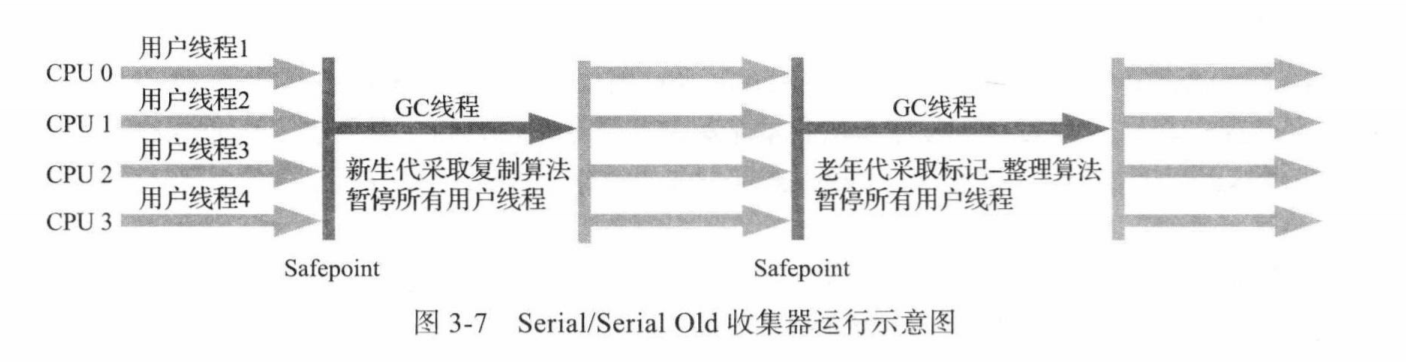 用户线程1
CPU 0
用户线程2
CPU 1
用户线程3
CPU 2
用户线程4
CPU 3
GC线程
新生代采取复制算法
暂停所有用户线程
Safepoint
GC线程
老年代采取标记-整理算法
暂停所有用户线程
Safepoint
图 3-7 Serial/Serial Old 收集器运行示意图